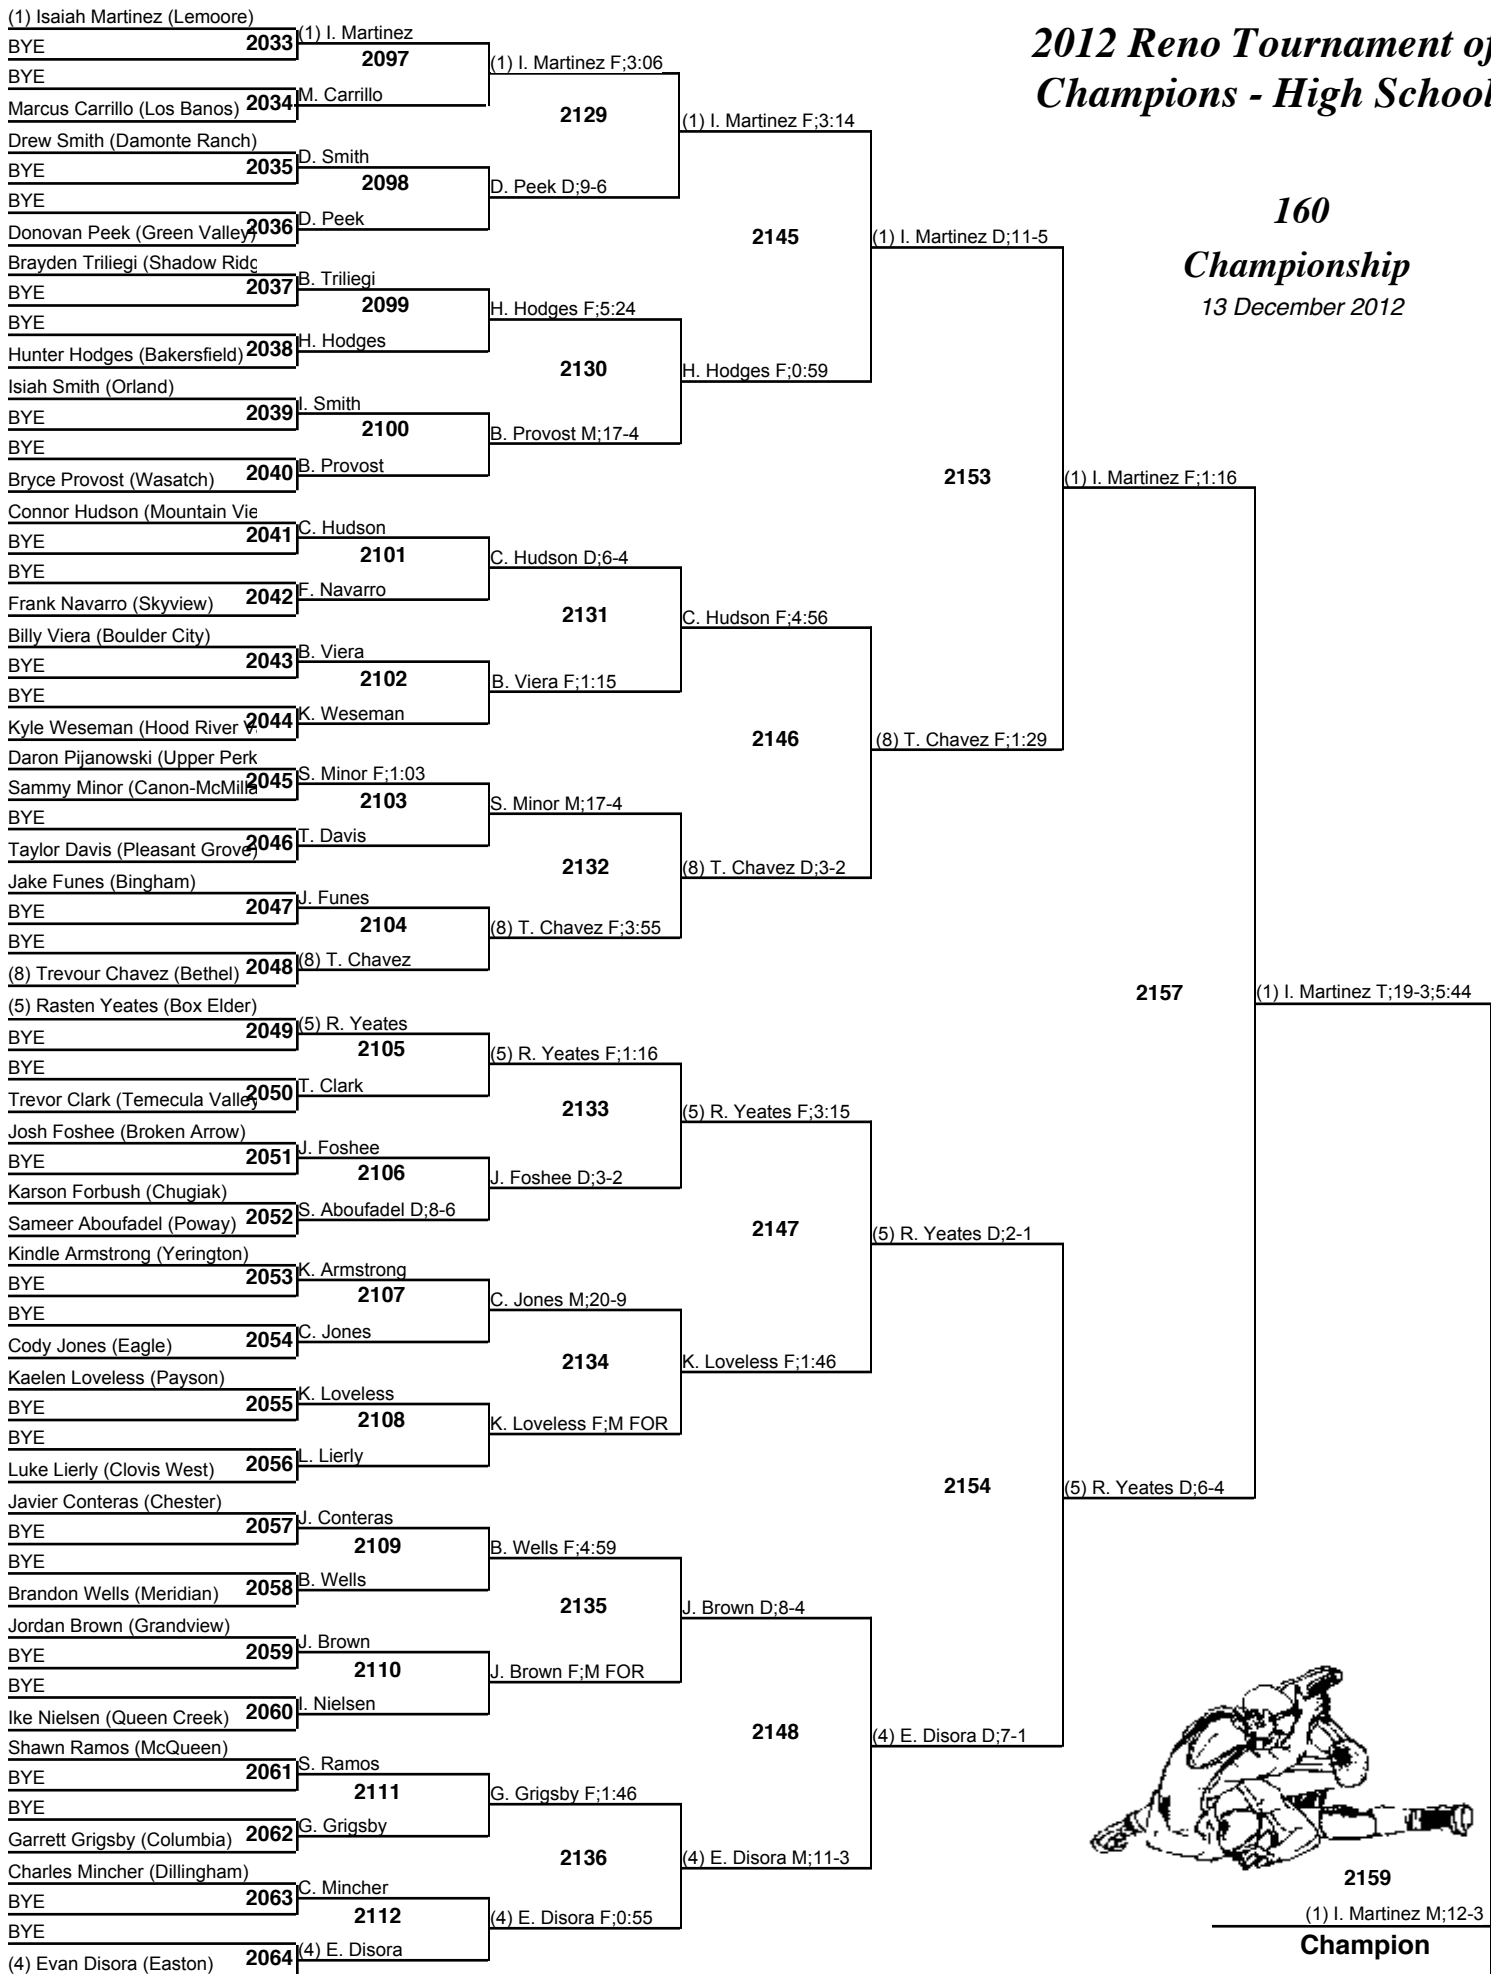 2012 Reno Tournament of
Champions - High School
160
Championship
13 December 2012
(1) Isaiah Martinez (Lemoore)
BYE
2033
BYE
Marcus Carrillo (Los Banos)
2034
Drew Smith (Damonte Ranch)
BYE
2035
BYE
Donovan Peek (Green Valley)
2036
Brayden Triliegi (Shadow Ridg
BYE
2037
BYE
Hunter Hodges (Bakersfield)
2038
Isiah Smith (Orland)
BYE
2039
BYE
Bryce Provost (Wasatch)
2040
Connor Hudson (Mountain Vie
BYE
2041
BYE
Frank Navarro (Skyview)
2042
Billy Viera (Boulder City)
BYE
2043
BYE
Kyle Weseman (Hood River V
2044
Daron Pijanowski (Upper Perk
Sammy Minor (Canon-McMilla
2045
BYE
Taylor Davis (Pleasant Grove)
2046
Jake Funes (Bingham)
BYE
2047
BYE
(8) Trevour Chavez (Bethel)
2048
(5) Rasten Yeates (Box Elder)
BYE
2049
BYE
Trevor Clark (Temecula Valley
2050
Josh Foshee (Broken Arrow)
BYE
2051
Karson Forbush (Chugiak)
Sameer Aboufadel (Poway)
2052
Kindle Armstrong (Yerington)
BYE
2053
BYE
Cody Jones (Eagle)
2054
Kaelen Loveless (Payson)
BYE
2055
BYE
Luke Lierly (Clovis West)
2056
Javier Conteras (Chester)
BYE
2057
BYE
Brandon Wells (Meridian)
2058
Jordan Brown (Grandview)
BYE
2059
BYE
Ike Nielsen (Queen Creek)
2060
Shawn Ramos (McQueen)
BYE
2061
BYE
Garrett Grigsby (Columbia)
2062
Charles Mincher (Dillingham)
BYE
2063
BYE
(4) Evan Disora (Easton)
2064
(1) I. Martinez
2097
M. Carrillo
D. Smith
2098
D. Peek
B. Triliegi
2099
H. Hodges
I. Smith
2100
B. Provost
C. Hudson
2101
F. Navarro
B. Viera
2102
K. Weseman
S. Minor F;1:03
2103
T. Davis
J. Funes
2104
(8) T. Chavez
(5) R. Yeates
2105
T. Clark
J. Foshee
2106
S. Aboufadel D;8-6
K. Armstrong
2107
C. Jones
K. Loveless
2108
L. Lierly
J. Conteras
2109
B. Wells
J. Brown
2110
I. Nielsen
S. Ramos
2111
G. Grigsby
C. Mincher
2112
(4) E. Disora
(1) I. Martinez F;3:06
2129
D. Peek D;9-6
H. Hodges F;5:24
2130
B. Provost M;17-4
C. Hudson D;6-4
2131
B. Viera F;1:15
S. Minor M;17-4
2132
(8) T. Chavez F;3:55
(5) R. Yeates F;1:16
2133
J. Foshee D;3-2
C. Jones M;20-9
2134
K. Loveless F;M FOR
B. Wells F;4:59
2135
J. Brown F;M FOR
G. Grigsby F;1:46
2136
(4) E. Disora F;0:55
(1) I. Martinez F;3:14
2145
H. Hodges F;0:59
C. Hudson F;4:56
2146
(8) T. Chavez D;3-2
(5) R. Yeates F;3:15
2147
K. Loveless F;1:46
J. Brown D;8-4
2148
(4) E. Disora M;11-3
(1) I. Martinez D;11-5
2153
(8) T. Chavez F;1:29
(5) R. Yeates D;2-1
2154
(4) E. Disora D;7-1
(1) I. Martinez F;1:16
2157
(5) R. Yeates D;6-4
(1) I. Martinez T;19-3;5:44
2159
(1) I. Martinez M;12-3
Champion